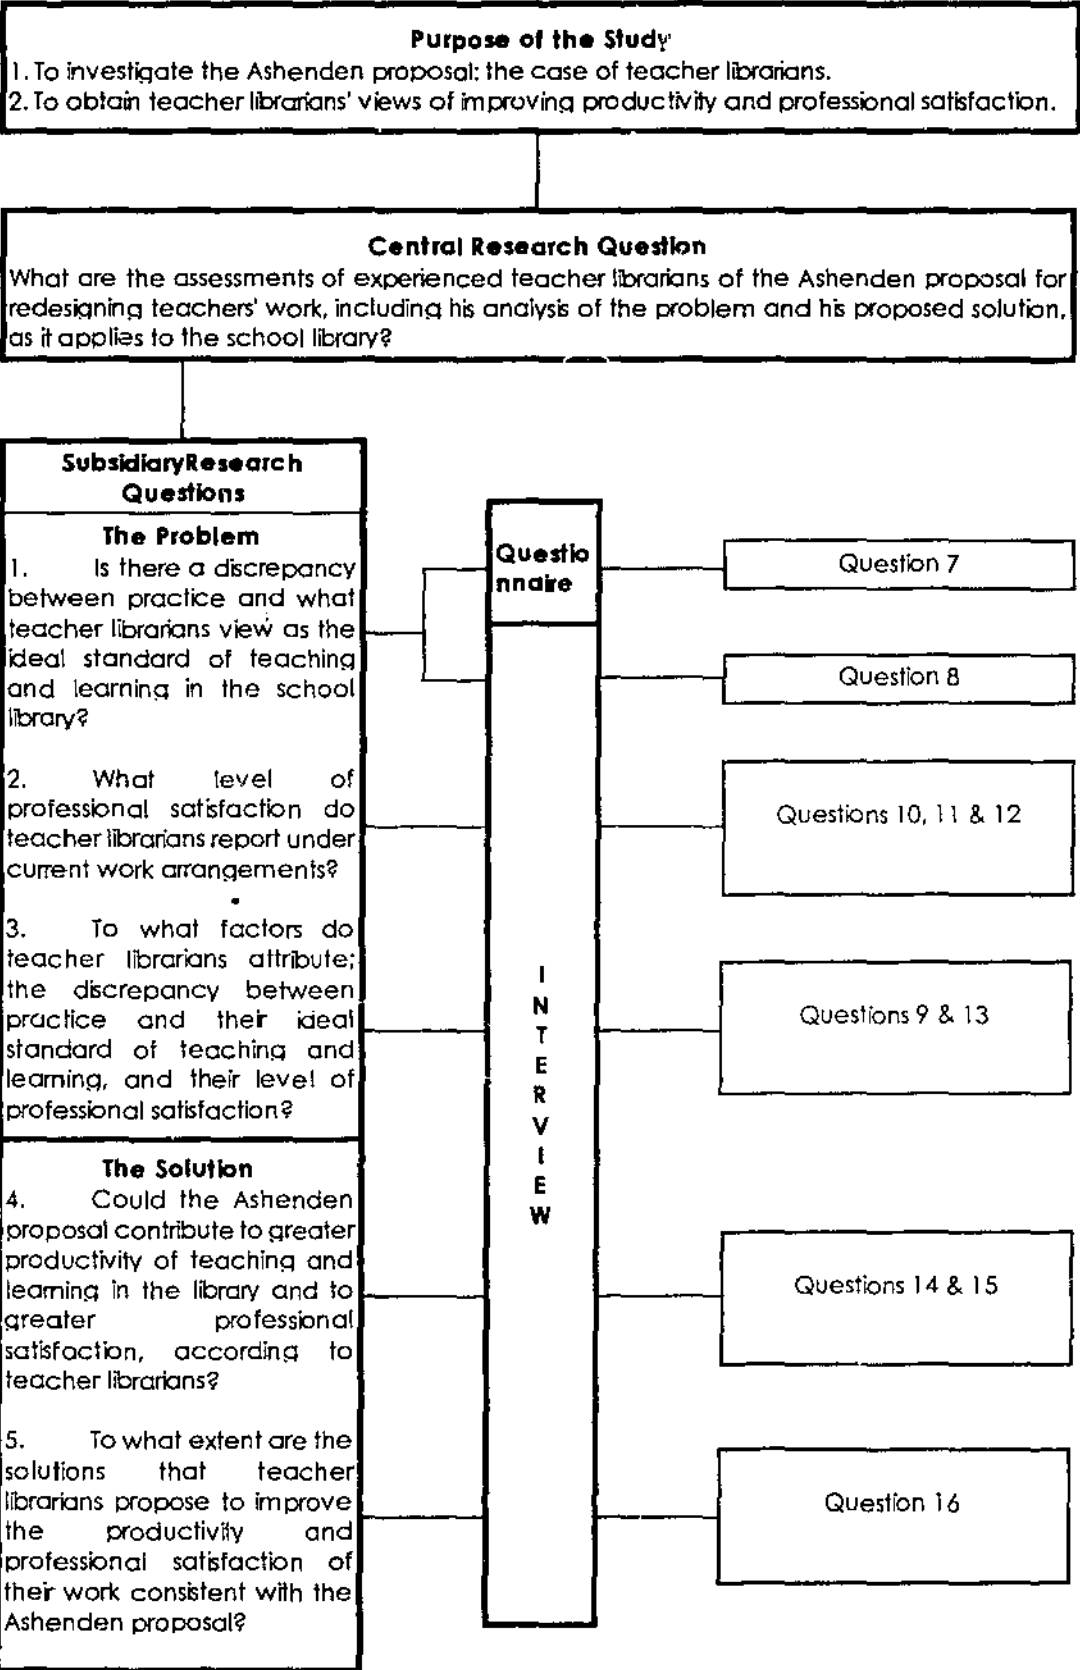 Purpose of the Study
1. To investigate the Ashenden proposal: the case of teacher librarians.
2. To obtain teacher librarians' views of improving productivity and professional satisfaction.
Central Research Question
What are the assessments of experienced teacher librarians of the Ashenden proposal for
redesigning teachers' work, including his analysis of the problem and his proposed solution,
as it applies to the school library?
SubsidiaryResearch
Questions
The Problem
1. Is there a discrepancy
between practice and what
teacher librarians view as the
ideal standard of teaching
and learning in the school
library?
2. What level of
professional satisfaction do
teacher librarians report under
current work arrangements?
3. To what factors do
teacher librarians attribute;
the discrepancy between
practice and their ideal
standard of teaching and
learning, and their level of
professional satisfaction?
The Solution
4. Could the Ashenden
proposal contribute to greater
productivity of teaching and
learning in the library and to
greater professional
satisfaction, according to
teacher librarians?
5. To what extent are the
solutions that teacher
librarians propose to improve
the productivity and
professional satisfaction of
their work consistent with the
Ashenden proposal?
Questio
nnaire
I
N
T
E
R
V
I
E
W
Question 7
Question 8
Questions 10, 11 & 12
Questions 9 & 13
Questions 14 & 15
Question 16